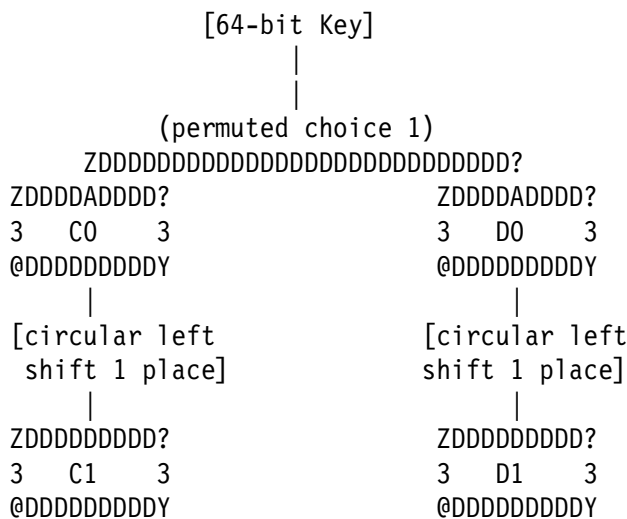 [64-bit Key]
|
|
(permuted choice 1)
ZDDDDDDDDDDDDDDDDDDDDDDDDDDDD?
ZDDDDADDDD? ZDDDDADDDD?
3 C0 3 3 D0 3
@DDDDDDDDDY @DDDDDDDDDY
| |
[circular left [circular left
shift 1 place] shift 1 place]
| |
ZDDDDDDDDD? ZDDDDDDDDD?
3 C1 3 3 D1 3
@DDDDDDDDDY @DDDDDDDDDY